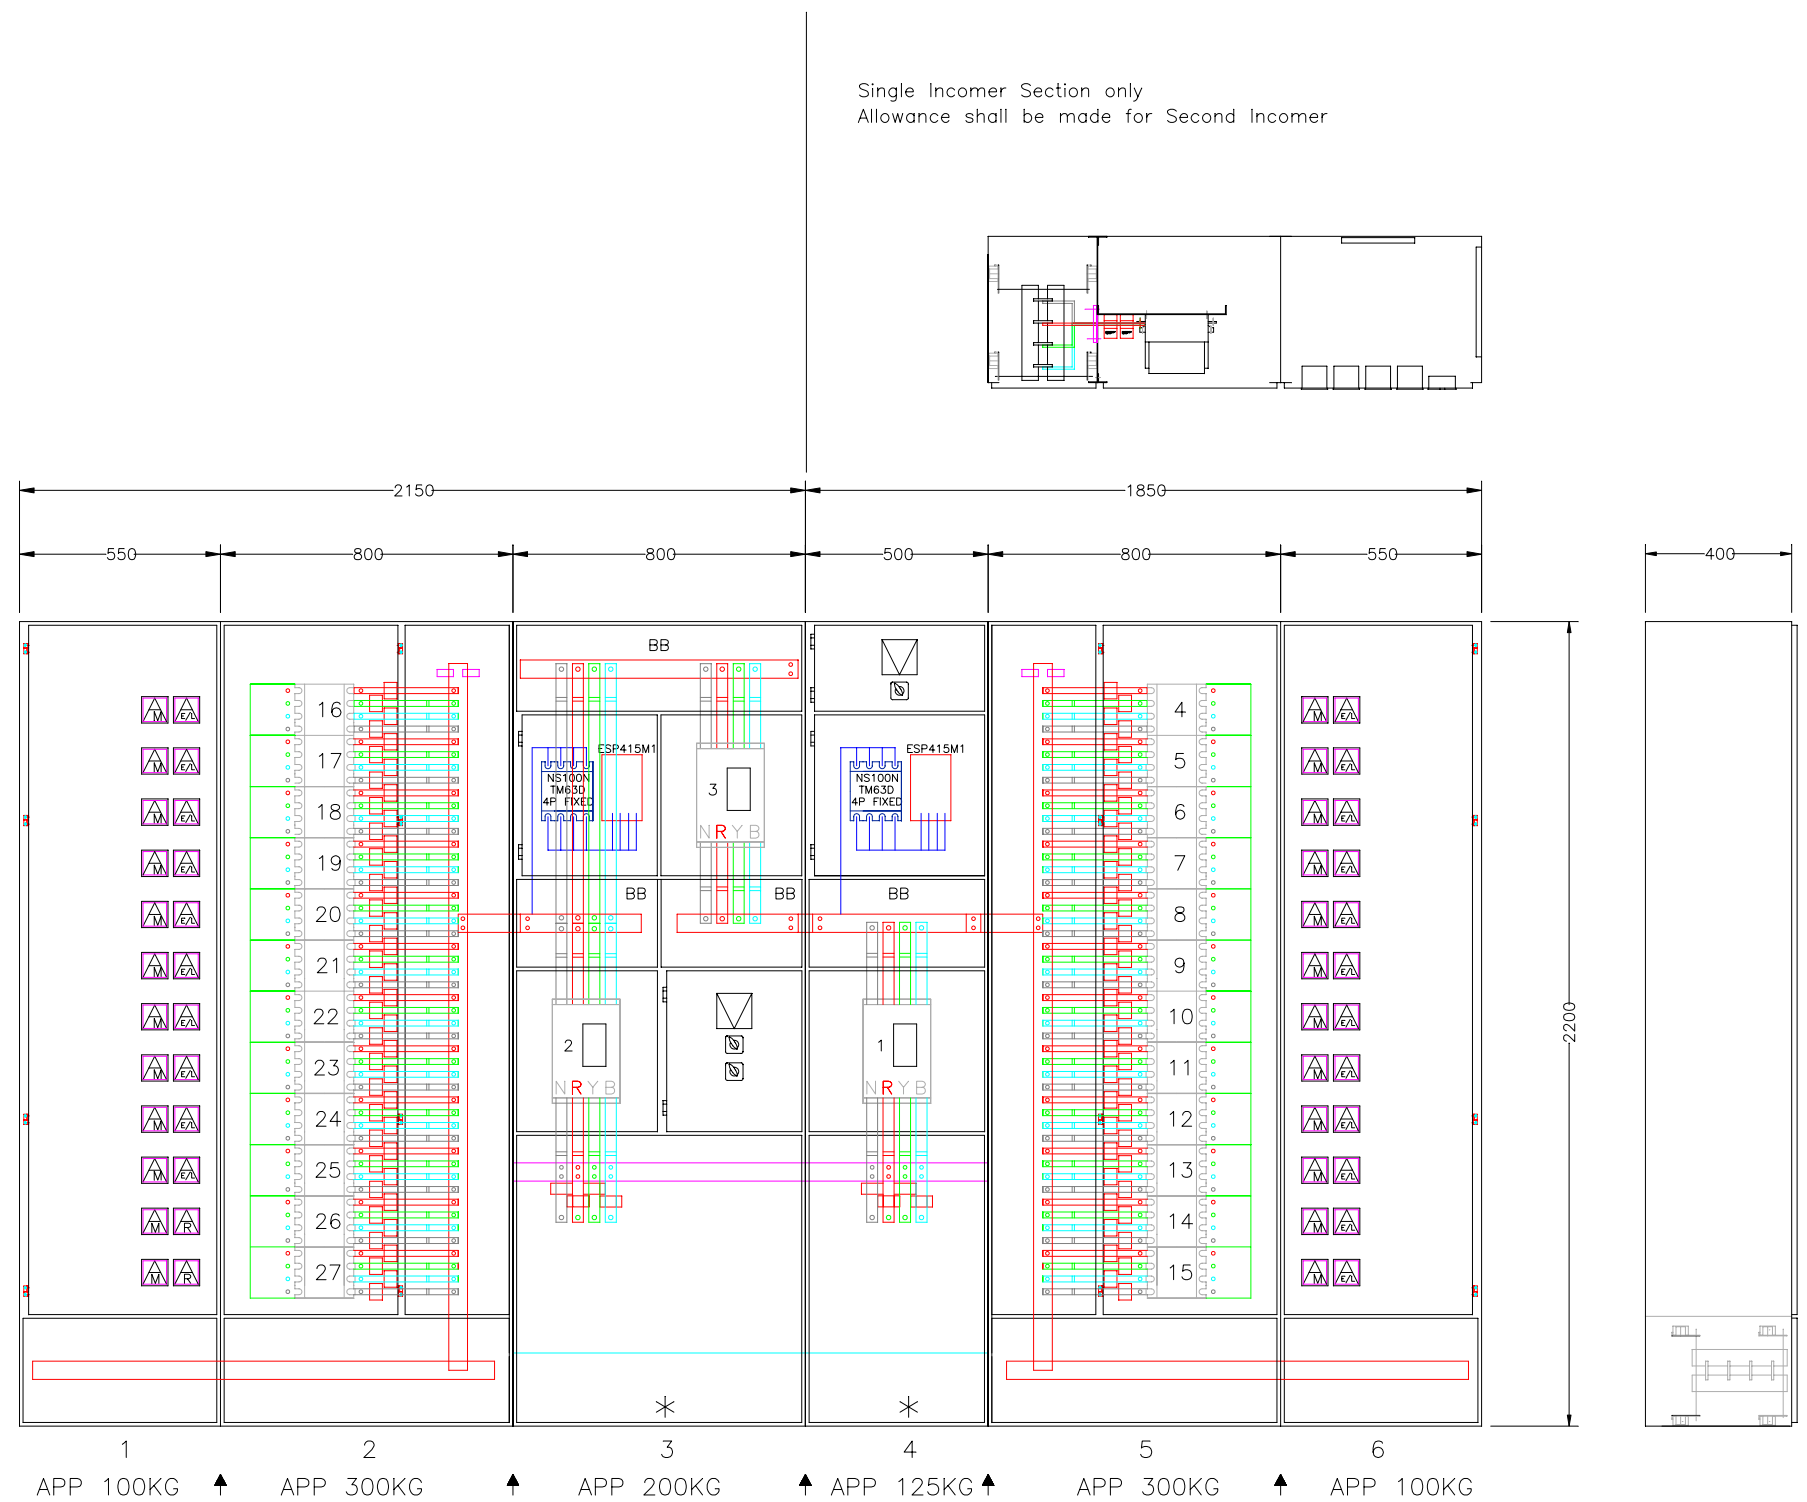 Single Incomer Section only
Allowance shall be made for Second Incomer
2150
1850
550
800
800
500
800
550
400
BB
16
4
ESP415M1
ESP415M1
17
5
NS100N
TM63D
4P FIXED
3
NS100N
TM63D
4P FIXED
18
6
N R Y B
19
7
BB
BB
BB
20
8
21
9
2200
22
10
2
1
23
11
N R Y B
N R Y B
24
12
25
13
26
14
27
15
M E/L
M E/L
M E/L
M E/L
M E/L
M E/L
M E/L
M E/L
M E/L
M E/L
M R
M R
M E/L
M E/L
M E/L
M E/L
M E/L
M E/L
M E/L
M E/L
M E/L
M E/L
M E/L
M E/L
1 2 3 4 5 6
APP 100KG APP 300KG APP 200KG APP 125KG APP 300KG APP 100KG